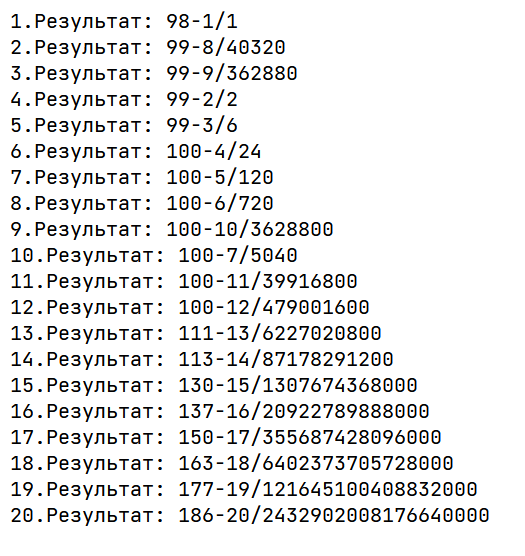 1.Результат: 98-1/1
2.Результат: 99-8/40320
3.Результат: 99-9/362880
4.Результат: 99-2/2
5.Результат: 99-3/6
6.Результат: 100-4/24
7.Результат: 100-5/120
8.Результат: 100-6/720
9.Результат: 100-10/3628800
10.Результат: 100-7/5040
11.Результат: 100-11/39916800
12.Результат: 100-12/479001600
13.Результат: 111-13/6227020800
14.Результат: 113-14/87178291200
15.Результат: 130-15/1307674368000
16.Результат: 137-16/20922789888000
17.Результат: 150-17/355687428096000
18.Результат: 163-18/6402373705728000
19.Результат: 177-19/121645100408832000
20.Результат: 186-20/2432902008176640000